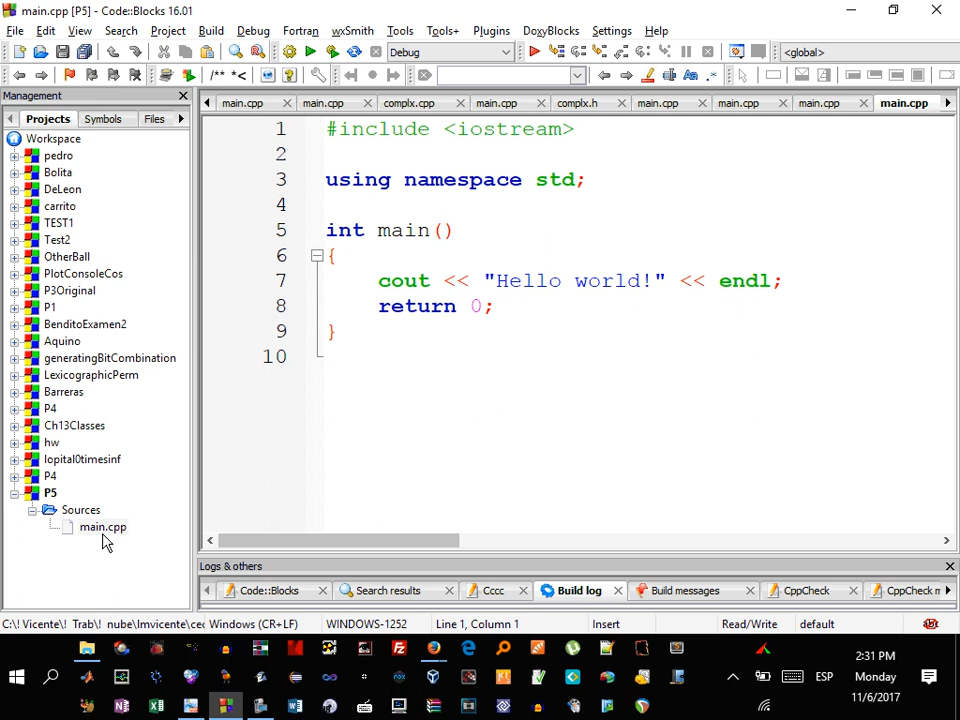 main.cpp [P5] - Code::Blocks 16.01
File Edit View Search Project Build Debug Fortran wxSmith Tools Tools+ Plugins DoxyBlocks Settings Help
Debug <global>
/** *<
Management
Projects Symbols Files
main.cpp main.cpp complx.cpp main.cpp complx.h main.cpp main.cpp main.cpp main.cpp
Workspace
pedro
Bolita
DeLeon
carrito
TEST1
Test2
OtherBall
PlotConsoleCos
P3Original
P1
BenditoExamen2
Aquino
generatingBitCombination
LexicographicPerm
Barreras
P4
Ch13Classes
hw
lopital0timesinf
P4
P5
Sources
main.cpp
1 #include <iostream>
2
3 using namespace std;
4
5 int main()
6 {
7 cout << "Hello world!" << endl;
8 return 0;
9 }
10
Logs & others
Code::Blocks Search results Cccc Build log Build messages CppCheck CppCheck m
C:\! Vicente\! Trab\! nube\lmvicente\cec Windows (CR+LF) WINDOWS-1252 Line 1, Column 1 Insert Read/Write default
ESP
2:31 PM
Monday
11/6/2017